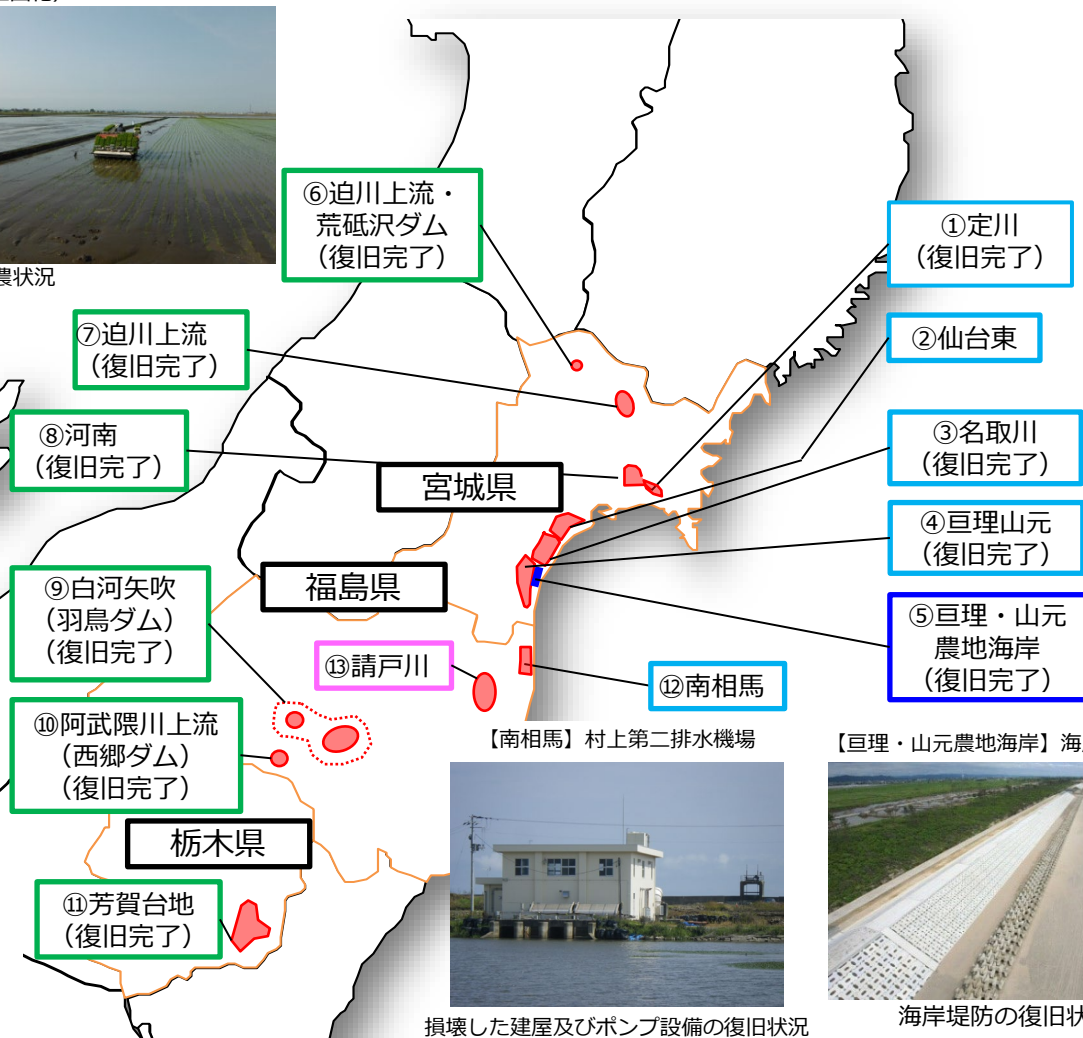 農状況
⑥迫川上流・
荒砥沢ダム
（復旧完了）
①定川
（復旧完了）
⑦迫川上流
（復旧完了）
②仙台東
⑧河南
（復旧完了）
③名取川
（復旧完了）
宮城県
④亘理山元
（復旧完了）
⑨白河矢吹
（羽鳥ダム）
（復旧完了）
福島県
⑤亘理・山元
農地海岸
（復旧完了）
⑬請戸川
⑫南相馬
⑩阿武隈川上流
（西郷ダム）
（復旧完了）
【南相馬】村上第二排水機場
【亘理・山元農地海岸】海
栃木県
⑪芳賀台地
（復旧完了）
損壊した建屋及びポンプ設備の復旧状況
海岸堤防の復旧状